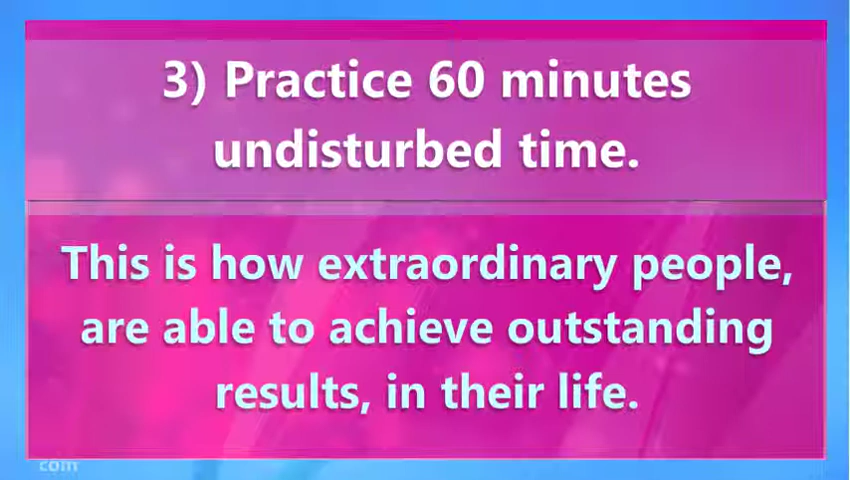 3) Practice 60 minutes
undisturbed time.
This is how extraordinary people,
are able to achieve outstanding
results, in their life.
com